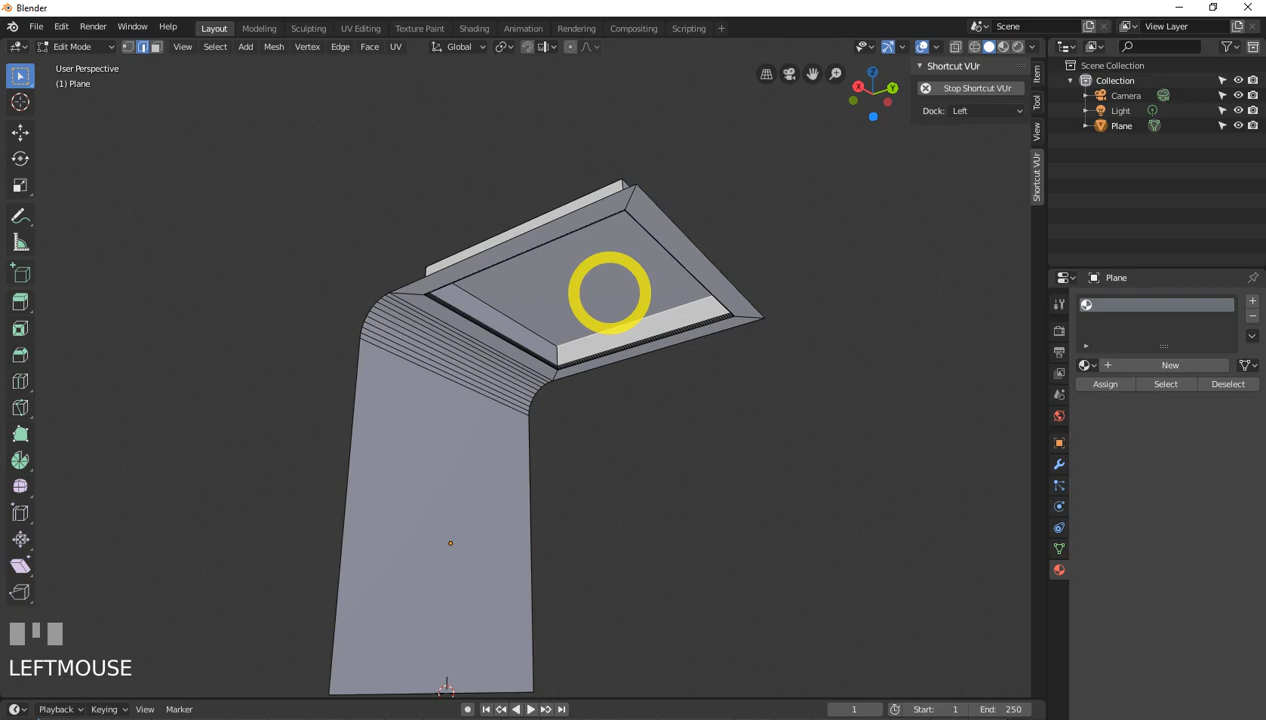 Blender
File Edit Render Window Help
Layout Modeling Sculpting UV Editing Texture Paint Shading Animation Rendering Compositing Scripting +
Scene
View Layer
Edit Mode View Select Add Mesh Vertex Edge Face UV
Global
User Perspective
(1) Plane
X Y Z
Shortcut VUr
Stop Shortcut VUr
Dock: Left
Item
Tool
View
Shortcut VUr
Scene Collection
Collection
Camera
Light
Plane
Plane
New
Assign Select Deselect
LEFTMOUSE
Playback Keying View Marker
1 Start: 1 End: 250